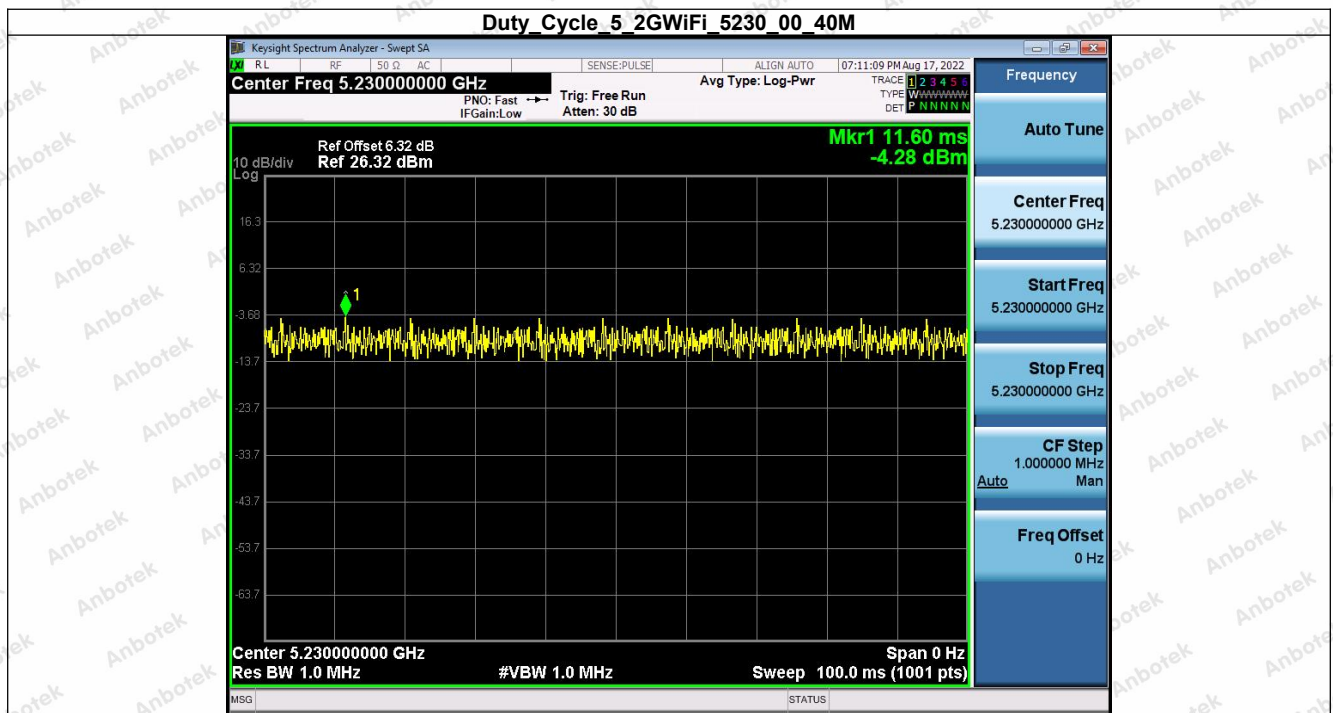 Duty_Cycle_5_2GWiFi_5230_00_40M
Keysight Spectrum Analyzer - Swept SA
LXI RL RF 50 Ω AC SENSE:PULSE ALIGN AUTO 07:11:09 PM Aug 17, 2022
Center Freq 5.230000000 GHz
PNO: Fast
IFGain:Low
Trig: Free Run
Atten: 30 dB
Avg Type: Log-Pwr
TRACE 1 2 3 4 5 6
TYPE WWWWWW
DET P N N N N N
Mkr1 11.60 ms
-4.28 dBm
Ref Offset 6.32 dB
10 dB/div Ref 26.32 dBm
Log
16.3
6.32
-3.68
-13.7
-23.7
-33.7
-43.7
-53.7
-63.7
1
Center 5.230000000 GHz Span 0 Hz
Res BW 1.0 MHz #VBW 1.0 MHz Sweep 100.0 ms (1001 pts)
MSG STATUS
Frequency
Auto Tune
Center Freq
5.230000000 GHz
Start Freq
5.230000000 GHz
Stop Freq
5.230000000 GHz
CF Step
1.000000 MHz
Auto Man
Freq Offset
0 Hz
Anbotek